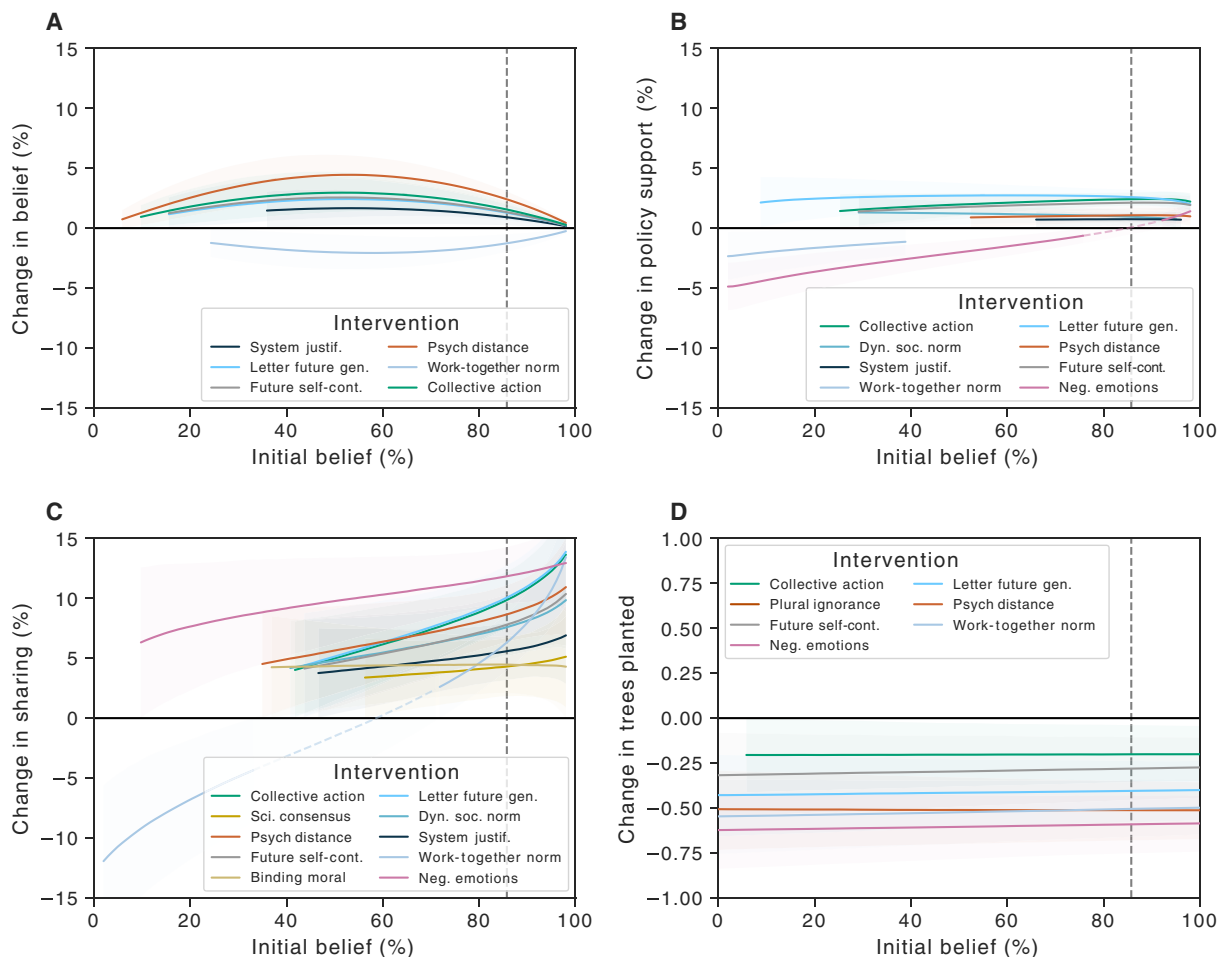 A
Change in belief (%)
15
10
5
0
−5
−10
−15
Intervention
System justif.
Psych distance
Letter future gen.
Work-together norm
Future self-cont.
Collective action
0 20 40 60 80 100
Initial belief (%)
B
Change in policy support (%)
15
10
5
0
−5
−10
−15
Intervention
Collective action
Letter future gen.
Dyn. soc. norm
Psych distance
System justif.
Future self-cont.
Work-together norm
Neg. emotions
0 20 40 60 80 100
Initial belief (%)
C
Change in sharing (%)
15
10
5
0
−5
−10
−15
Intervention
Collective action
Letter future gen.
Sci. consensus
Dyn. soc. norm
Psych distance
System justif.
Future self-cont.
Work-together norm
Binding moral
Neg. emotions
0 20 40 60 80 100
Initial belief (%)
D
Change in trees planted
1.00
0.75
0.50
0.25
0.00
−0.25
−0.50
−0.75
−1.00
Intervention
Collective action
Letter future gen.
Plural ignorance
Psych distance
Future self-cont.
Work-together norm
Neg. emotions
0 20 40 60 80 100
Initial belief (%)